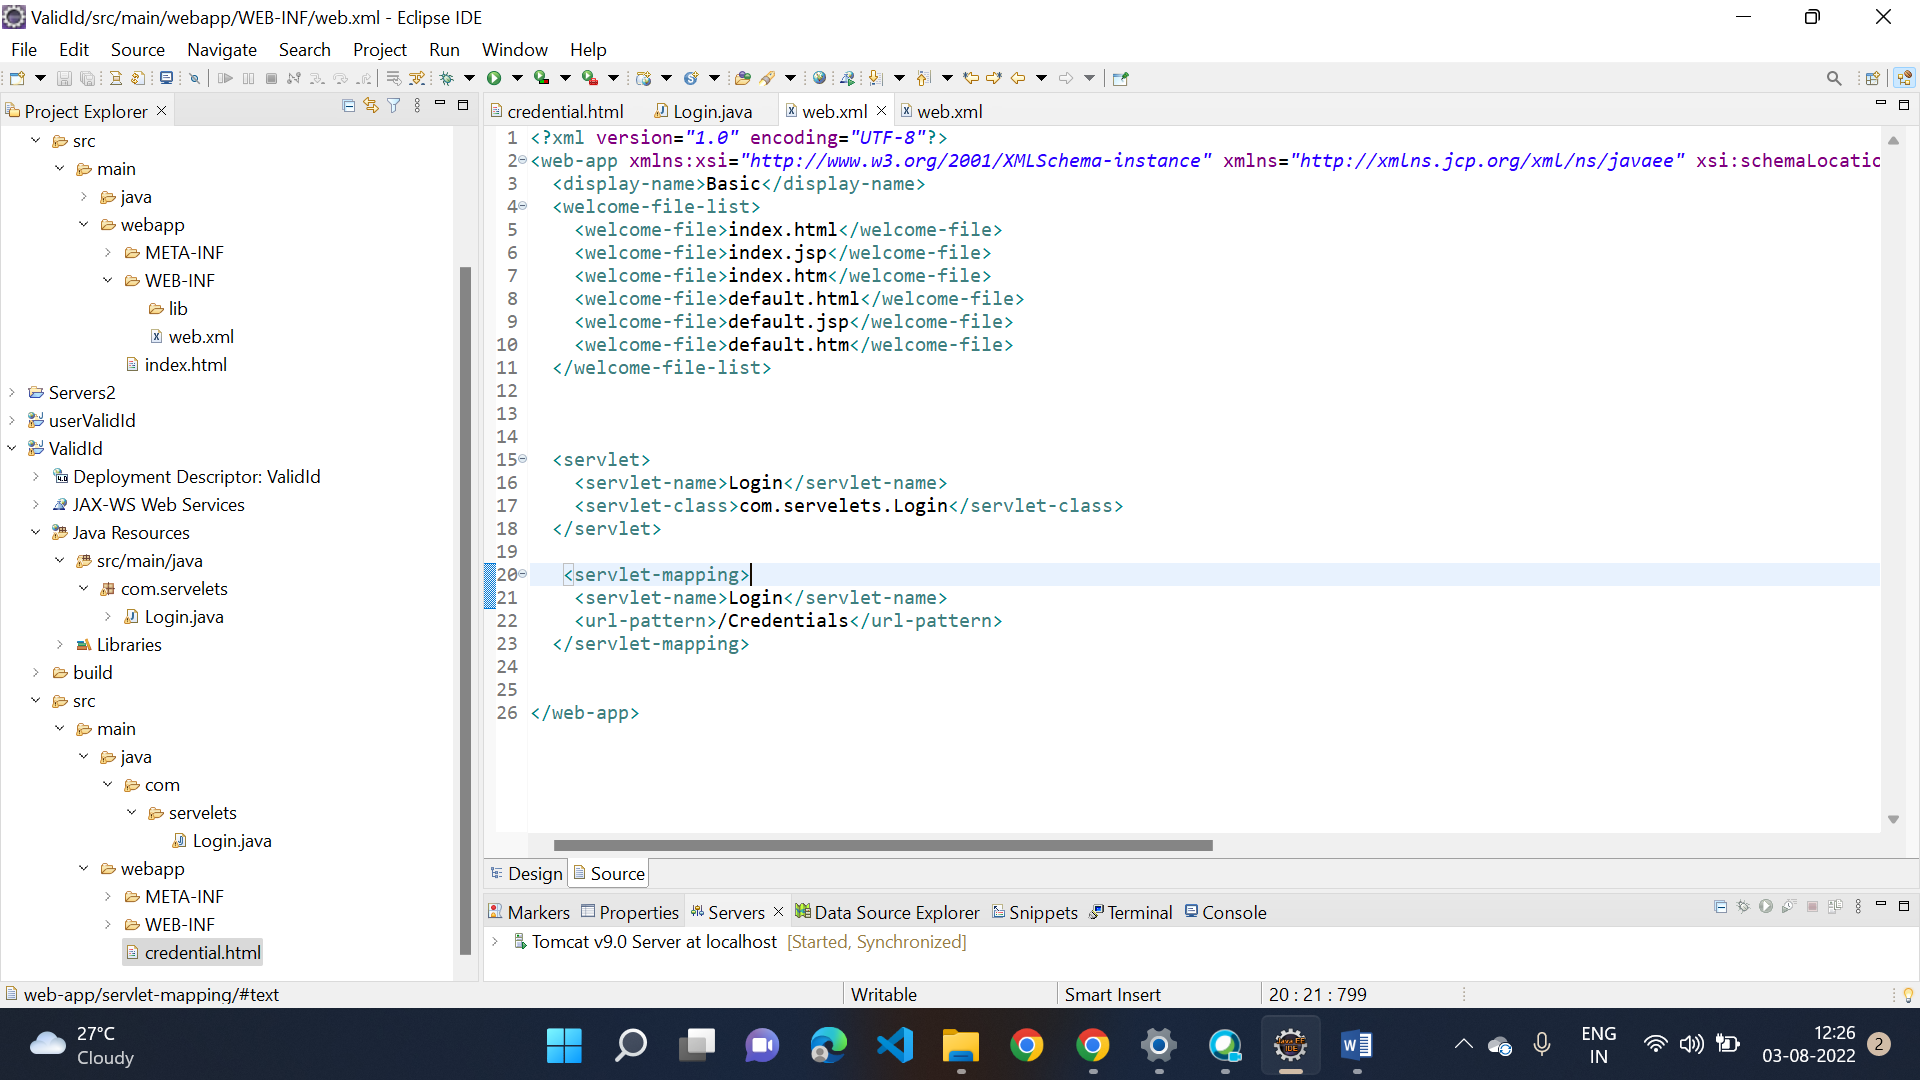 ValidId/src/main/webapp/WEB-INF/web.xml - Eclipse IDE
File Edit Source Navigate Search Project Run Window Help
Project Explorer
src
main
java
webapp
META-INF
WEB-INF
lib
web.xml
index.html
Servers2
userValidId
ValidId
Deployment Descriptor: ValidId
JAX-WS Web Services
Java Resources
src/main/java
com.servelets
Login.java
Libraries
build
src
main
java
com
servelets
Login.java
webapp
META-INF
WEB-INF
credential.html
credential.html Login.java web.xml web.xml
1 <?xml version="1.0" encoding="UTF-8"?>
2 <web-app xmlns:xsi="http://www.w3.org/2001/XMLSchema-instance" xmlns="http://xmlns.jcp.org/xml/ns/javaee" xsi:schemaLocatio
3 <display-name>Basic</display-name>
4 <welcome-file-list>
5 <welcome-file>index.html</welcome-file>
6 <welcome-file>index.jsp</welcome-file>
7 <welcome-file>index.htm</welcome-file>
8 <welcome-file>default.html</welcome-file>
9 <welcome-file>default.jsp</welcome-file>
10 <welcome-file>default.htm</welcome-file>
11 </welcome-file-list>
12
13
14
15 <servlet>
16 <servlet-name>Login</servlet-name>
17 <servlet-class>com.servelets.Login</servlet-class>
18 </servlet>
19
20 <servlet-mapping>
21 <servlet-name>Login</servlet-name>
22 <url-pattern>/Credentials</url-pattern>
23 </servlet-mapping>
24
25
26 </web-app>
Design Source
Markers Properties Servers Data Source Explorer Snippets Terminal Console
Tomcat v9.0 Server at localhost [Started, Synchronized]
web-app/servlet-mapping/#text Writable Smart Insert 20 : 21 : 799
27°C
Cloudy
ENG
IN
12:26
03-08-2022
2